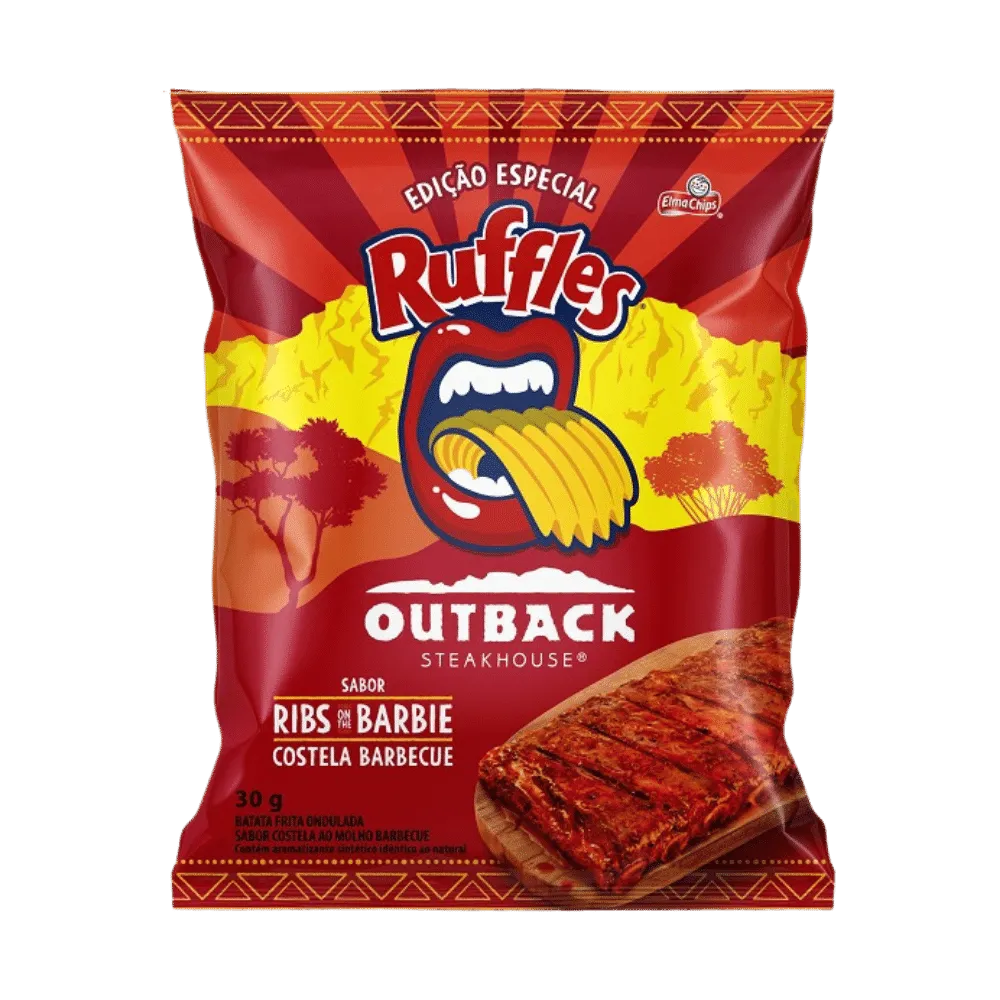 EDIÇÃO ESPECIAL
Elma Chips®
Ruffles®
OUTBACK
STEAKHOUSE®
SABOR
RIBS ON THE BARBIE
COSTELA BARBECUE
30 g
BATATA FRITA ONDULADA
SABOR COSTELA AO MOLHO BARBECUE
Contém aromatizante sintético idêntico ao natural